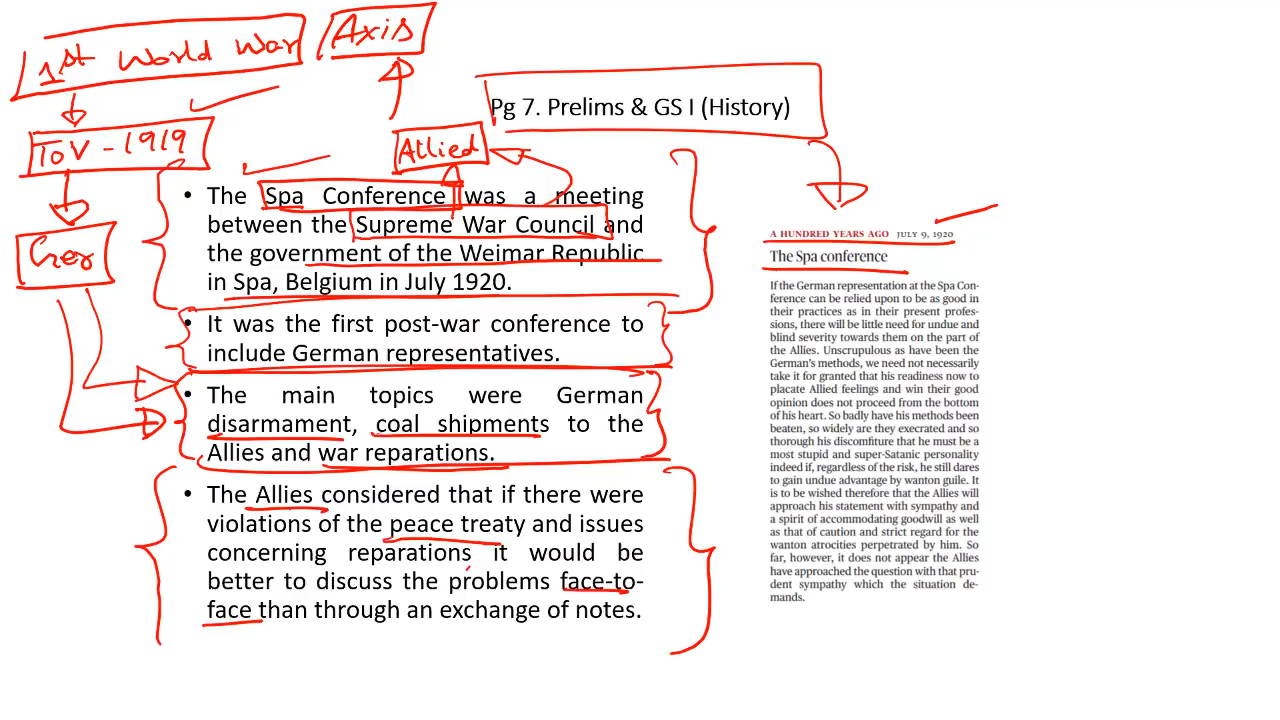 1st World War
Axis
Pg 7. Prelims & GS I (History)
ToV - 1919
Allied
• The Spa Conference was a meeting
between the Supreme War Council and
the government of the Weimar Republic
in Spa, Belgium in July 1920.
Ger
• It was the first post-war conference to
include German representatives.
• The main topics were German
disarmament, coal shipments to the
Allies and war reparations.
• The Allies considered that if there were
violations of the peace treaty and issues
concerning reparations it would be
better to discuss the problems face-to-
face than through an exchange of notes.
A HUNDRED YEARS AGO JULY 9, 1920
The Spa conference
If the German representation at the Spa Con-
ference can be relied upon to be as good in
their practices as in their present profes-
sions, there will be little need for undue and
blind severity towards them on the part of
the Allies. Unscrupulous as have been the
German's methods, we need not necessarily
take it for granted that his readiness now to
placate Allied feelings and win their good
opinion does not proceed from the bottom
of his heart. So badly have his methods been
beaten, so widely are they execrated and so
thorough his discomfiture that he must be a
most stupid and super-Satanic personality
indeed if, regardless of the risk, he still dares
to gain undue advantage by wanton guile. It
is to be wished therefore that the Allies will
approach his statement with sympathy and
a spirit of accommodating goodwill as well
as that of caution and strict regard for the
wanton atrocities perpetrated by him. So
far, however, it does not appear the Allies
have approached the question with that pru-
dent sympathy which the situation de-
mands.